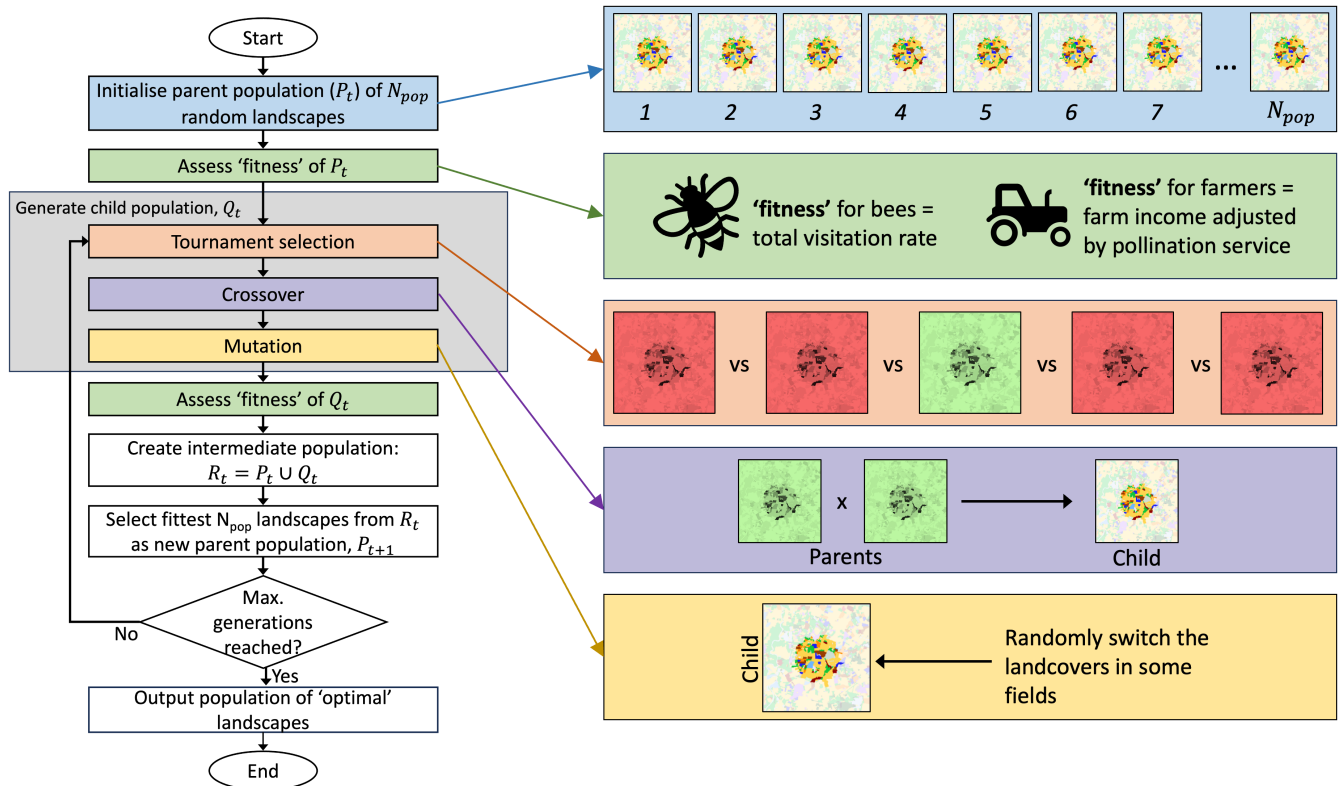 Start
Initialise parent population (𝑃𝑡) of 𝑁𝑝𝑜𝑝
random landscapes
Assess ‘fitness’ of 𝑃𝑡
Generate child population, 𝑄𝑡
Tournament selection
Crossover
Mutation
Assess ‘fitness’ of 𝑄𝑡
Create intermediate population:
𝑅𝑡 = 𝑃𝑡 ∪ 𝑄𝑡
Select fittest Npop landscapes from 𝑅𝑡
as new parent population, 𝑃𝑡+1
Max.
generations
reached?
No
Yes
Output population of ‘optimal’
landscapes
End
1 2 3 4 5 6 7 ... 𝑁𝑝𝑜𝑝
‘fitness’ for bees =
total visitation rate
‘fitness’ for farmers =
farm income adjusted
by pollination service
vs vs vs vs
x
Parents
Child
Child
Randomly switch the
landcovers in some
fields